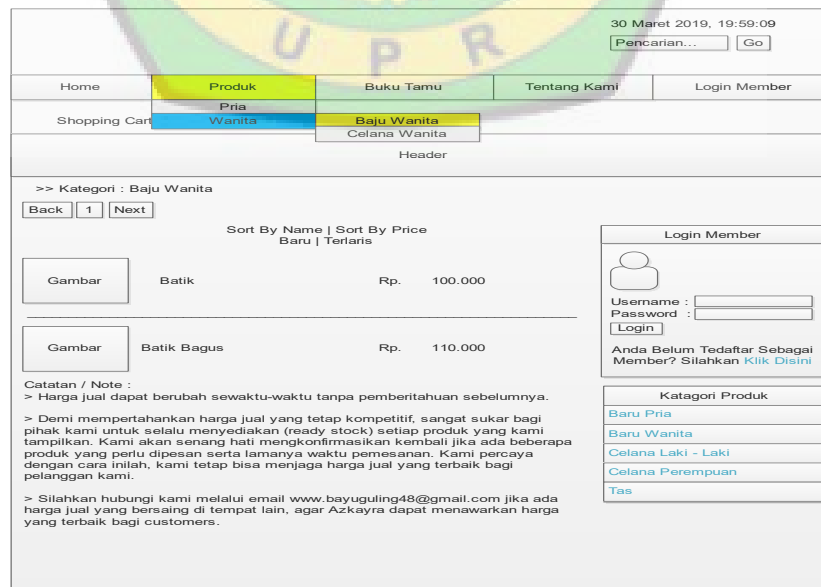 UPR
30 Maret 2019, 19:59:09
Pencarian... Go
Home Produk Buku Tamu Tentang Kami Login Member
Pria
Shopping Cart Wanita Baju Wanita
Celana Wanita
Header
>> Kategori : Baju Wanita
Back 1 Next
Sort By Name | Sort By Price
Baru | Terlaris
Gambar Batik Rp. 100.000
Gambar Batik Bagus Rp. 110.000
Catatan / Note :
> Harga jual dapat berubah sewaktu-waktu tanpa pemberitahuan sebelumnya.
> Demi mempertahankan harga jual yang tetap kompetitif, sangat sukar bagi
pihak kami untuk selalu menyediakan (ready stock) setiap produk yang kami
tampilkan. Kami akan senang hati mengkonfirmasikan kembali jika ada beberapa
produk yang perlu dipesan serta lamanya waktu pemesanan. Kami percaya
dengan cara inilah, kami tetap bisa menjaga harga jual yang terbaik bagi
pelanggan kami.
> Silahkan hubungi kami melalui email www.bayuguling48@gmail.com jika ada
harga jual yang bersaing di tempat lain, agar Azkayra dapat menawarkan harga
yang terbaik bagi customers.
Login Member
Username :
Password :
Login
Anda Belum Tedaftar Sebagai
Member? Silahkan Klik Disini
Katagori Produk
Baru Pria
Baru Wanita
Celana Laki - Laki
Celana Perempuan
Tas